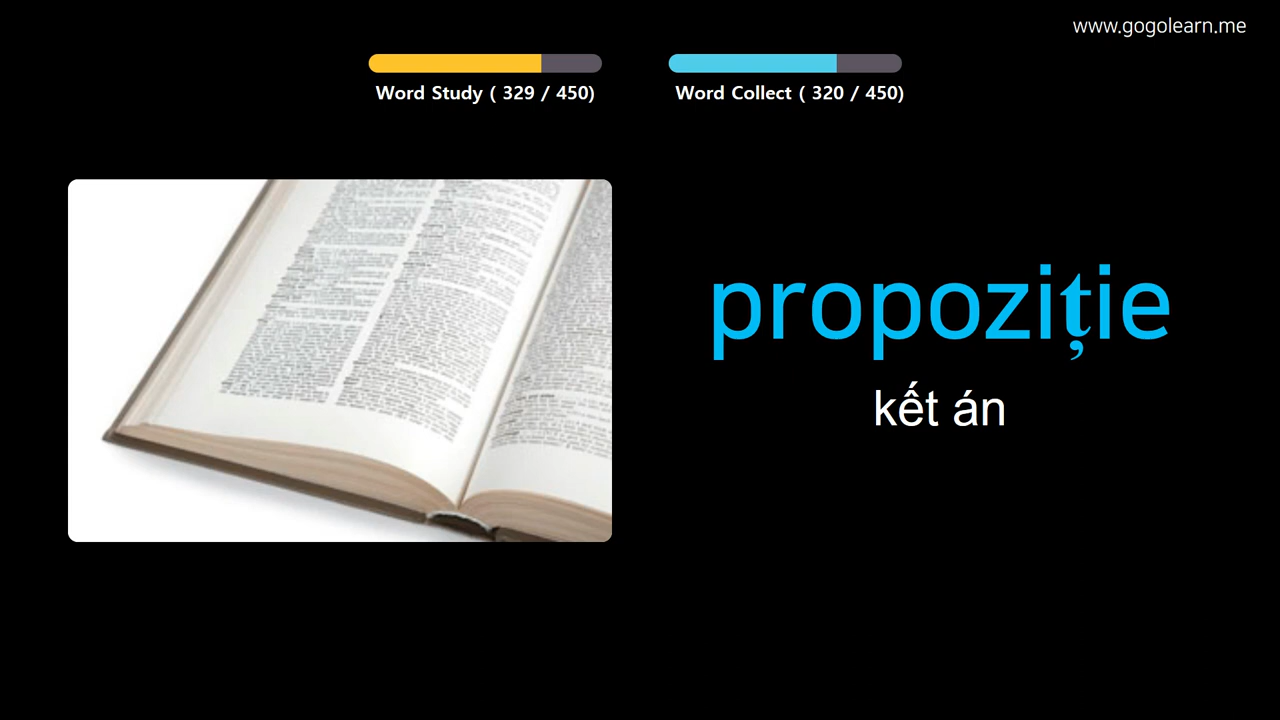 www.gogolearn.me
Word Study ( 329 / 450)
Word Collect ( 320 / 450)
propoziție
kết án